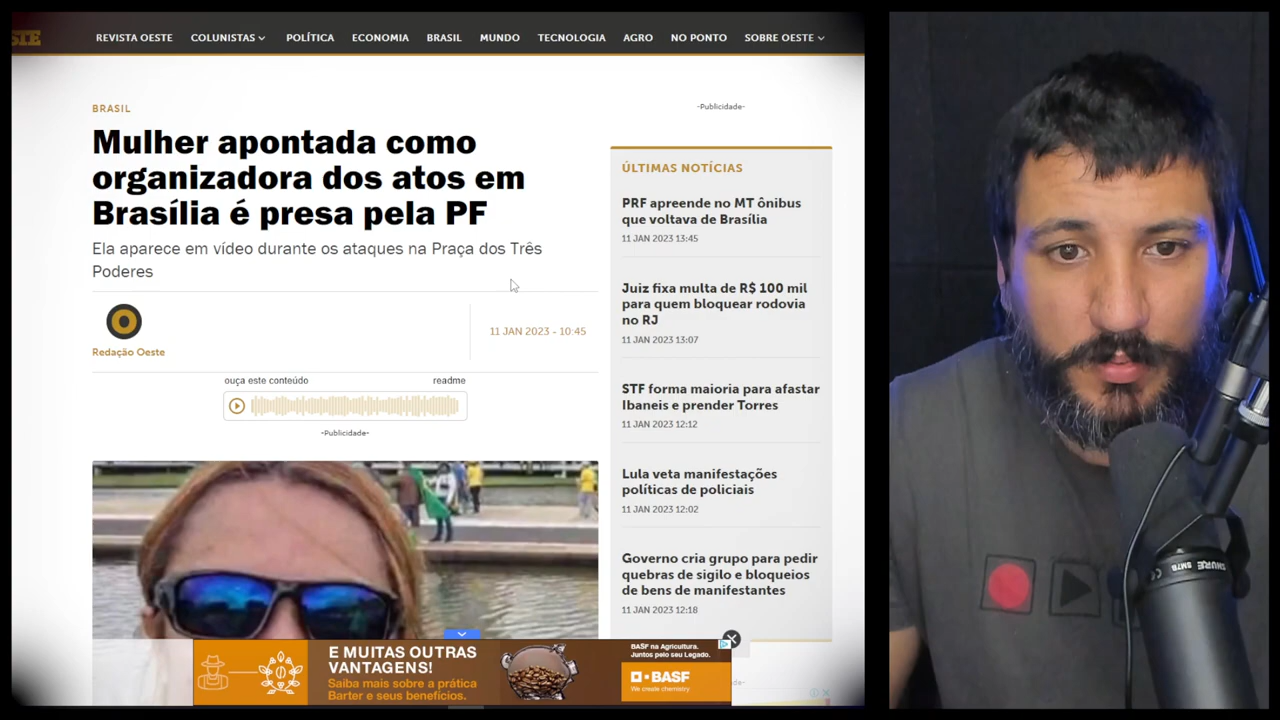 STE
REVISTA OESTE COLUNISTAS POLÍTICA ECONOMIA BRASIL MUNDO TECNOLOGIA AGRO NO PONTO SOBRE OESTE
BRASIL
Mulher apontada como
organizadora dos atos em
Brasília é presa pela PF
Ela aparece em vídeo durante os ataques na Praça dos Três
Poderes
Redação Oeste
11 JAN 2023 - 10:45
ouça este conteúdo readme
-Publicidade-
-Publicidade-
ÚLTIMAS NOTÍCIAS
PRF apreende no MT ônibus
que voltava de Brasília
11 JAN 2023 13:45
Juiz fixa multa de R$ 100 mil
para quem bloquear rodovia
no RJ
11 JAN 2023 13:07
STF forma maioria para afastar
Ibaneis e prender Torres
11 JAN 2023 12:12
Lula veta manifestações
políticas de policiais
11 JAN 2023 12:02
Governo cria grupo para pedir
quebras de sigilo e bloqueios
de bens de manifestantes
11 JAN 2023 12:18
E MUITAS OUTRAS
VANTAGENS!
Saiba mais sobre a prática
Barter e seus benefícios.
BASF na Agricultura.
Juntos pelo seu Legado.
BASF
We create chemistry
SHURE SM7B